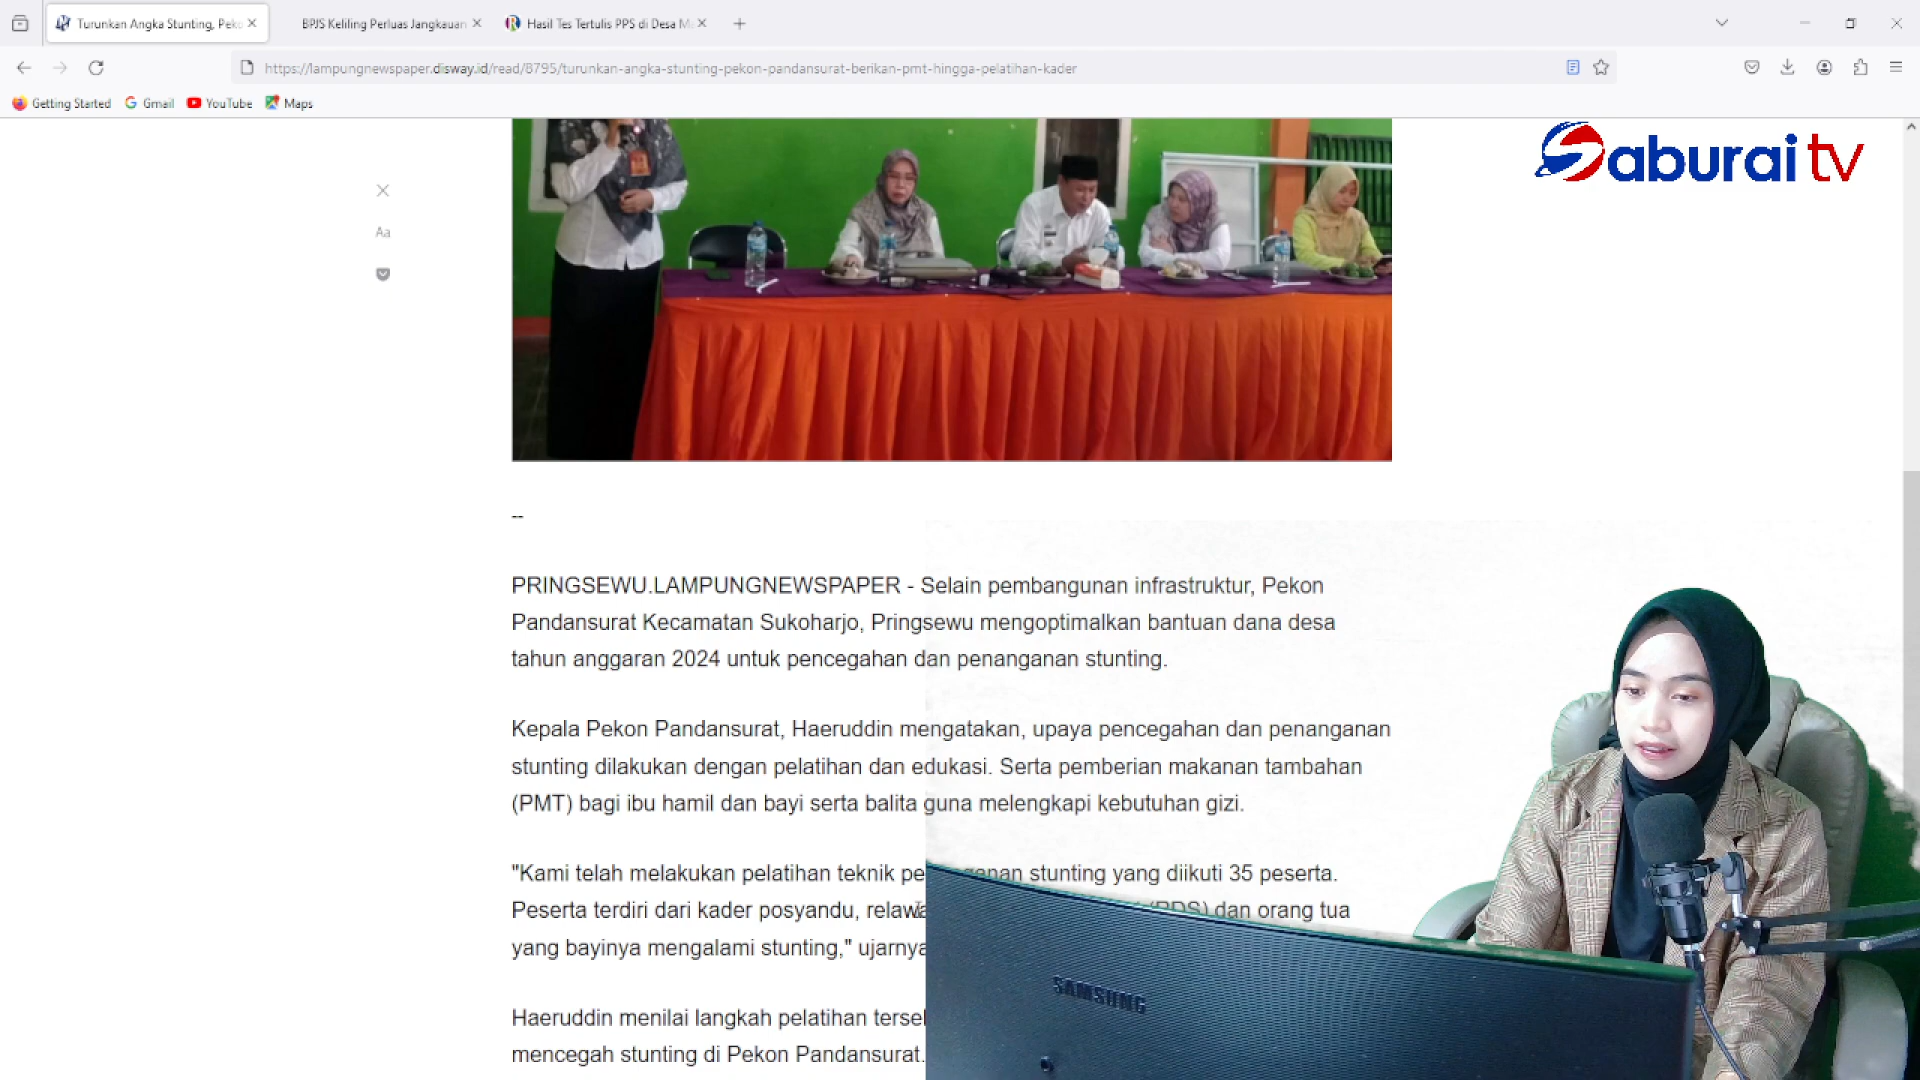 Turunkan Angka Stunting, Peko
BPJS Keliling Perluas Jangkauan
Hasil Tes Tertulis PPS di Desa M
https://lampungnewspaper.disway.id/read/8795/turunkan-angka-stunting-pekon-pandansurat-berikan-pmt-hingga-pelatihan-kader
Getting Started
Gmail
YouTube
Maps
Saburai tv
Aa
--
PRINGSEWU.LAMPUNGNEWSPAPER - Selain pembangunan infrastruktur, Pekon
Pandansurat Kecamatan Sukoharjo, Pringsewu mengoptimalkan bantuan dana desa
tahun anggaran 2024 untuk pencegahan dan penanganan stunting.
Kepala Pekon Pandansurat, Haeruddin mengatakan, upaya pencegahan dan penanganan
stunting dilakukan dengan pelatihan dan edukasi. Serta pemberian makanan tambahan
(PMT) bagi ibu hamil dan bayi serta balita guna melengkapi kebutuhan gizi.
"Kami telah melakukan pelatihan teknik stunting yang diikuti 35 peserta.
Peserta terdiri dari kader posyandu, (RDS) dan orang tua
yang bayinya mengalami stunting," ujarnya
Haeruddin menilai langkah pelatihan
mencegah stunting di Pekon Pandansurat.
SAMSUNG